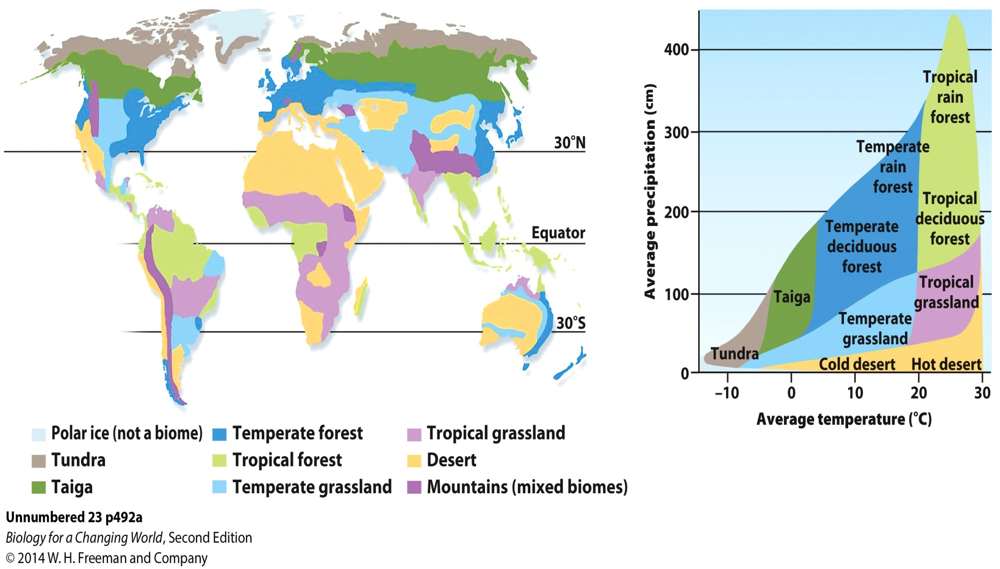 30°N
Equator
30°S
Polar ice (not a biome)
Tundra
Taiga
Temperate forest
Tropical forest
Temperate grassland
Tropical grassland
Desert
Mountains (mixed biomes)
Average precipitation (cm)
400
300
200
100
0
Tropical
rain
forest
Temperate
rain
forest
Tropical
deciduous
forest
Temperate
deciduous
forest
Tropical
grassland
Taiga
Temperate
grassland
Tundra
Cold desert
Hot desert
–10
0
10
20
30
Average temperature (°C)
Unnumbered 23 p492a
Biology for a Changing World, Second Edition
© 2014 W. H. Freeman and Company